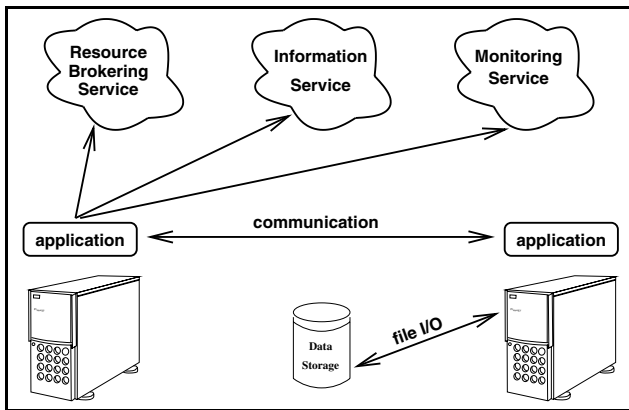 Resource
Brokering
Service
Information
Service
Monitoring
Service
communication
application
application
file I/O
Data
Storage